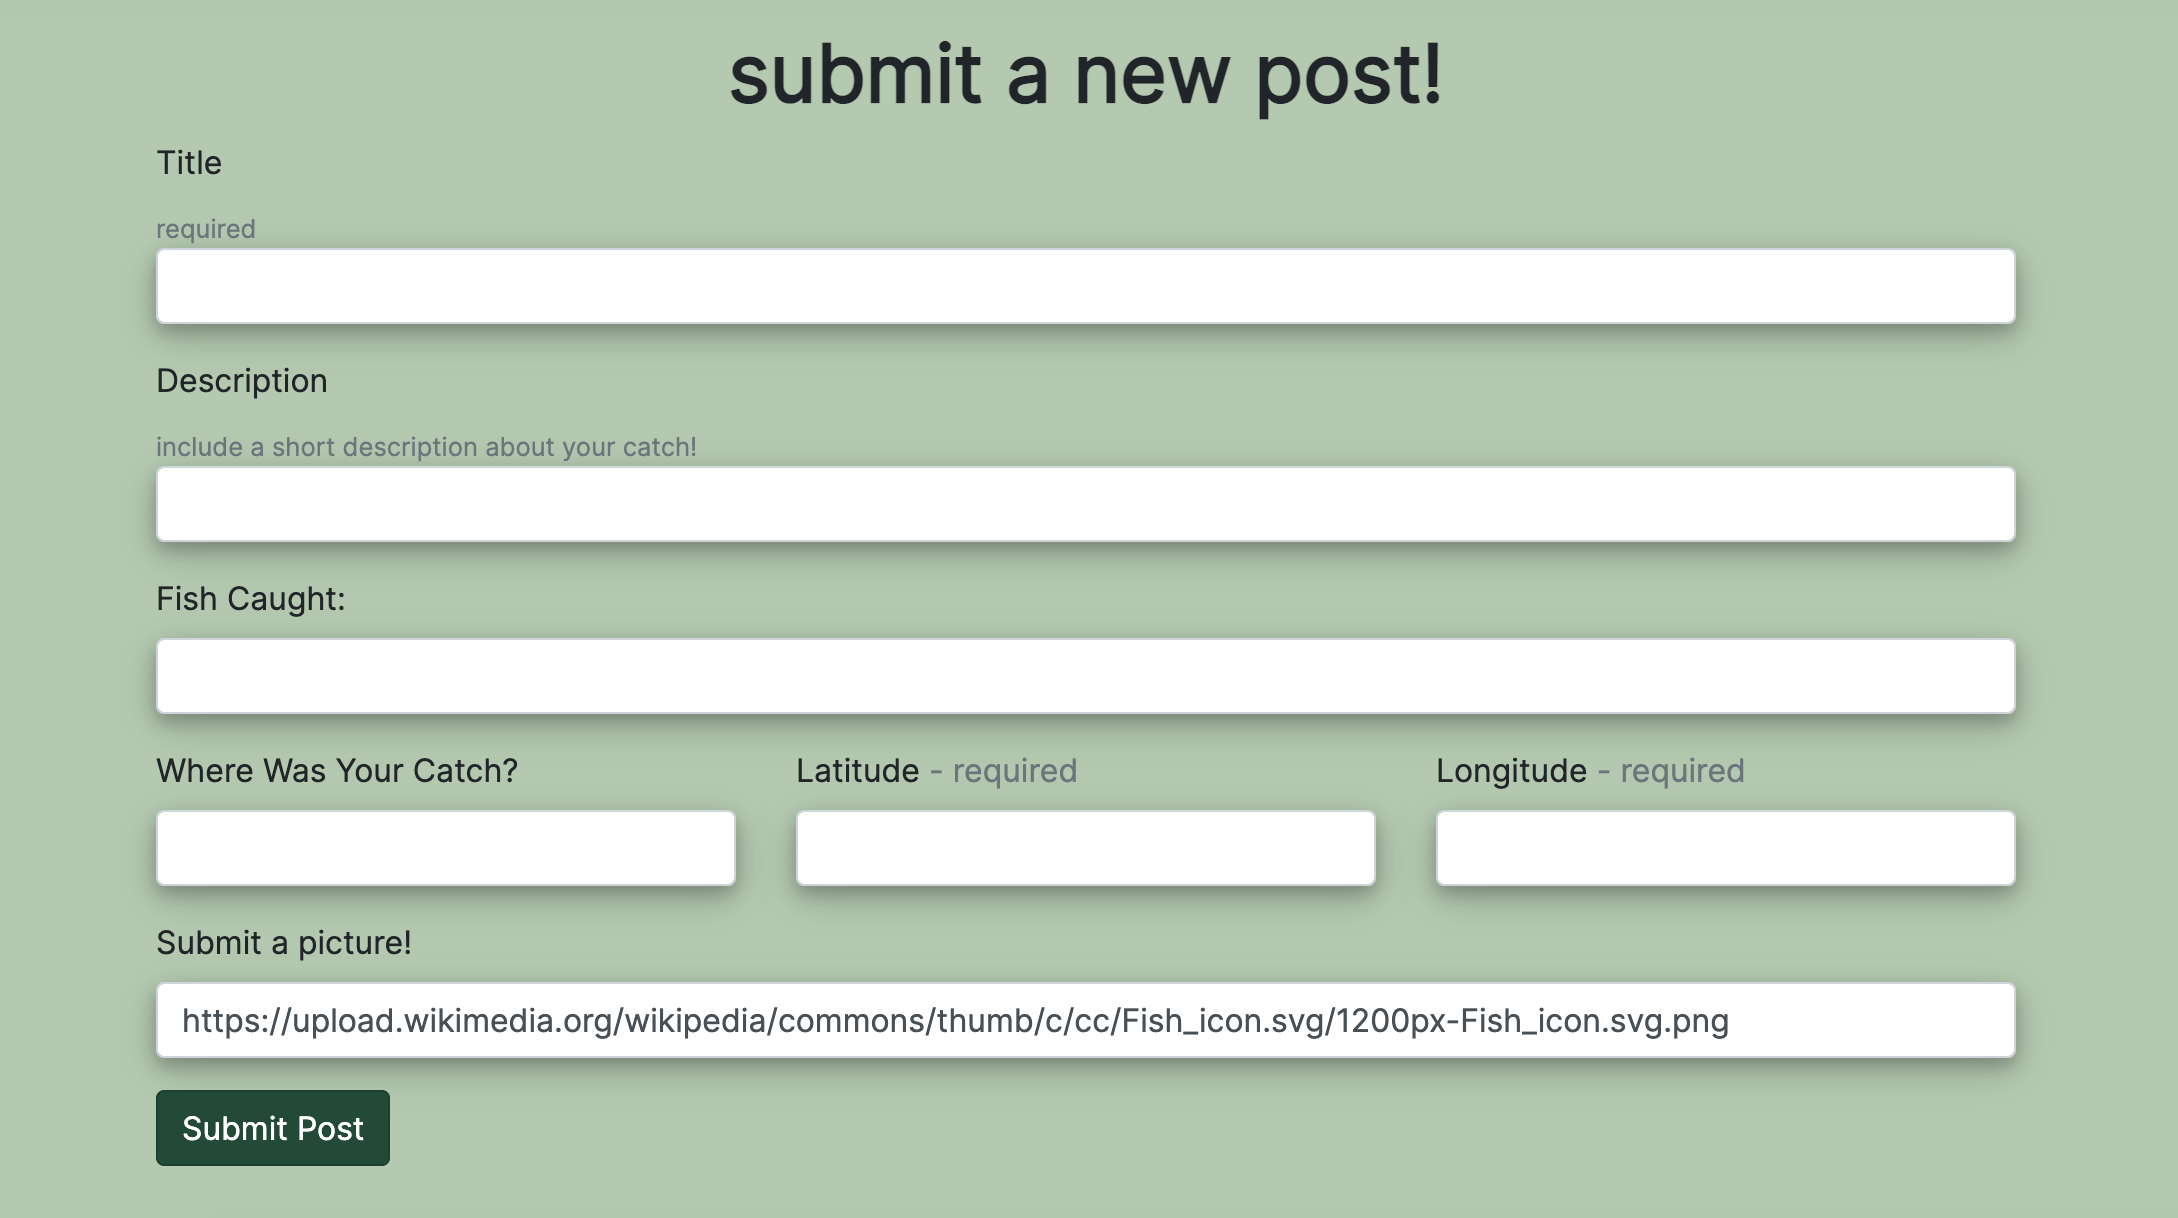 submit a new post!
Title
required
Description
include a short description about your catch!
Fish Caught:
Where Was Your Catch?
Latitude - required
Longitude - required
Submit a picture!
https://upload.wikimedia.org/wikipedia/commons/thumb/c/cc/Fish_icon.svg/1200px-Fish_icon.svg.png
Submit Post